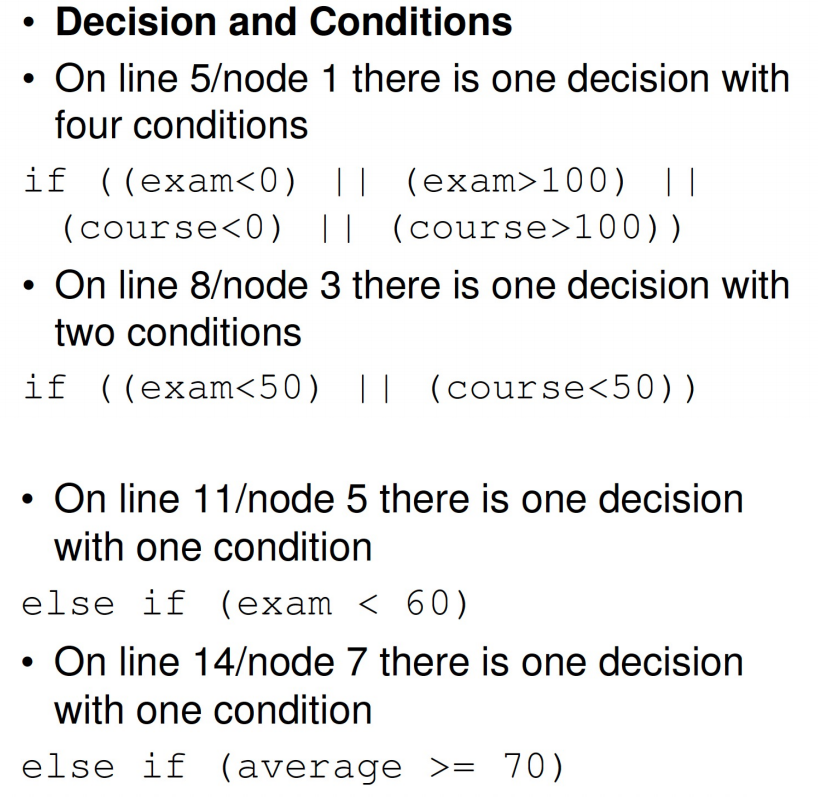 • Decision and Conditions
• On line 5/node 1 there is one decision with
four conditions
if ((exam<0) || (exam>100) ||
(course<0) || (course>100))
• On line 8/node 3 there is one decision with
two conditions
if ((exam<50) || (course<50))
• On line 11/node 5 there is one decision
with one condition
else if (exam < 60)
• On line 14/node 7 there is one decision
with one condition
else if (average >= 70)